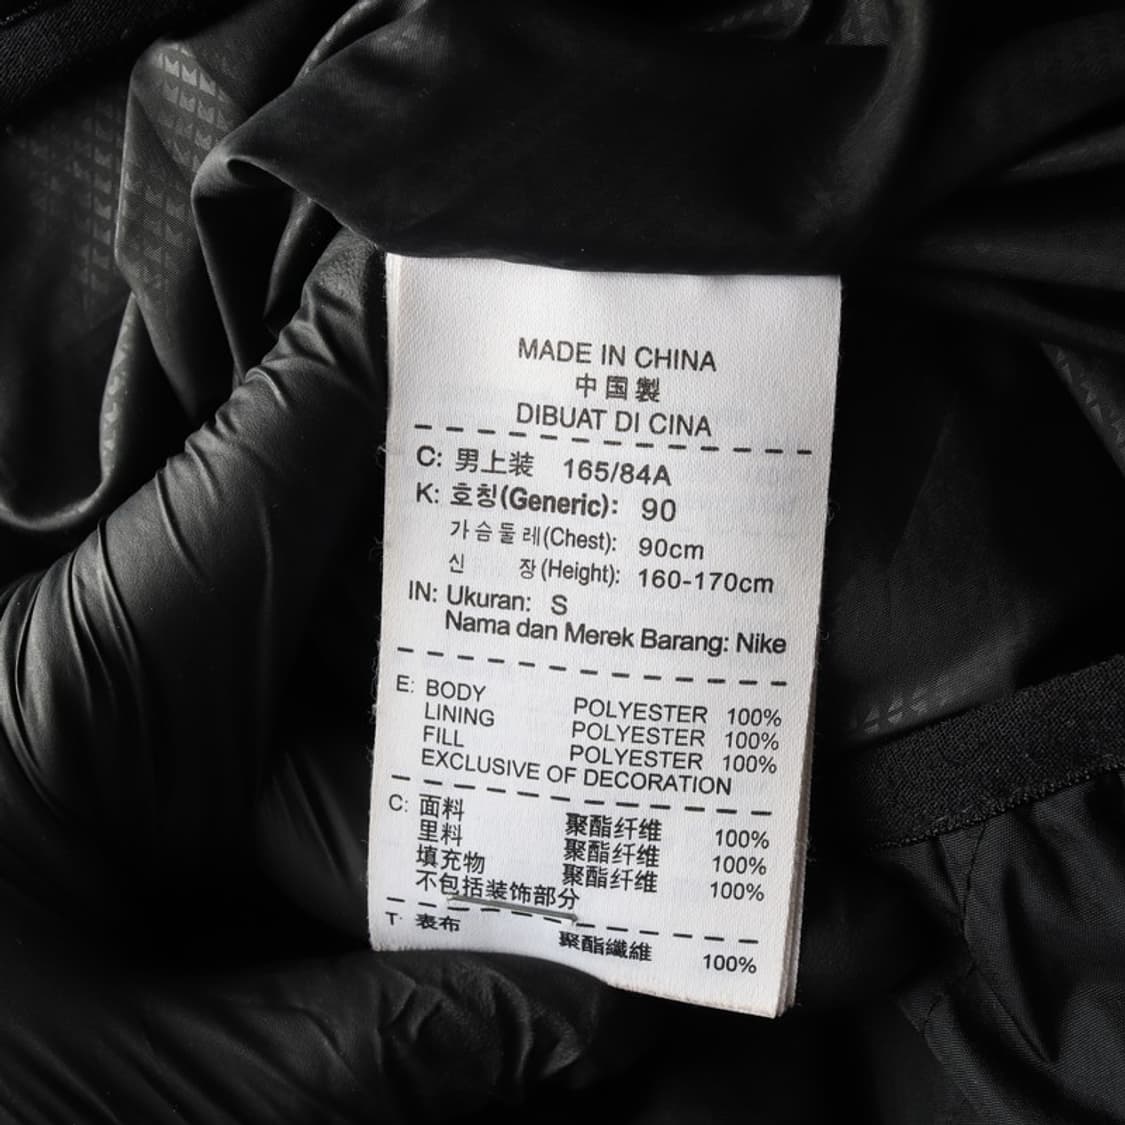 MADE IN CHINA
中国製
DIBUAT DI CINA
C: 男上装 165/84A
K: 호칭(Generic): 90
가슴둘레(Chest): 90cm
신 장(Height): 160-170cm
IN: Ukuran: S
Nama dan Merek Barang: Nike
E: BODY POLYESTER 100%
LINING POLYESTER 100%
FILL POLYESTER 100%
EXCLUSIVE OF DECORATION
C: 面料 聚酯纤维 100%
里料 聚酯纤维 100%
填充物 聚酯纤维 100%
不包括装饰部分
T: 表布 聚酯纖維 100%